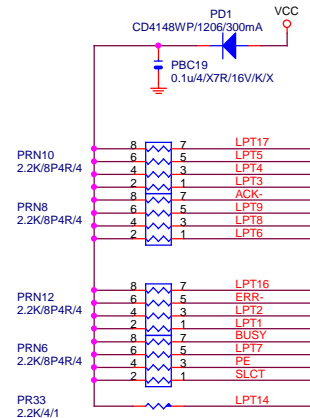 PD1 VCC
CD4148WP/1206/300mA
PBC19
0.1u/4/X7R/16V/K/X
8 7 LPT17
PRN10 6 5 LPT5
2.2K/8P4R/4 4 3 LPT4
2 1 LPT3
8 7 ACK-
PRN8 6 5 LPT9
2.2K/8P4R/4 4 3 LPT8
2 1 LPT6
8 7 LPT16
PRN12 6 5 ERR-
2.2K/8P4R/4 4 3 LPT2
2 1 LPT1
8 7 BUSY
PRN6 6 5 LPT7
2.2K/8P4R/4 4 3 PE
2 1 SLCT
PR33 LPT14
2.2K/4/1